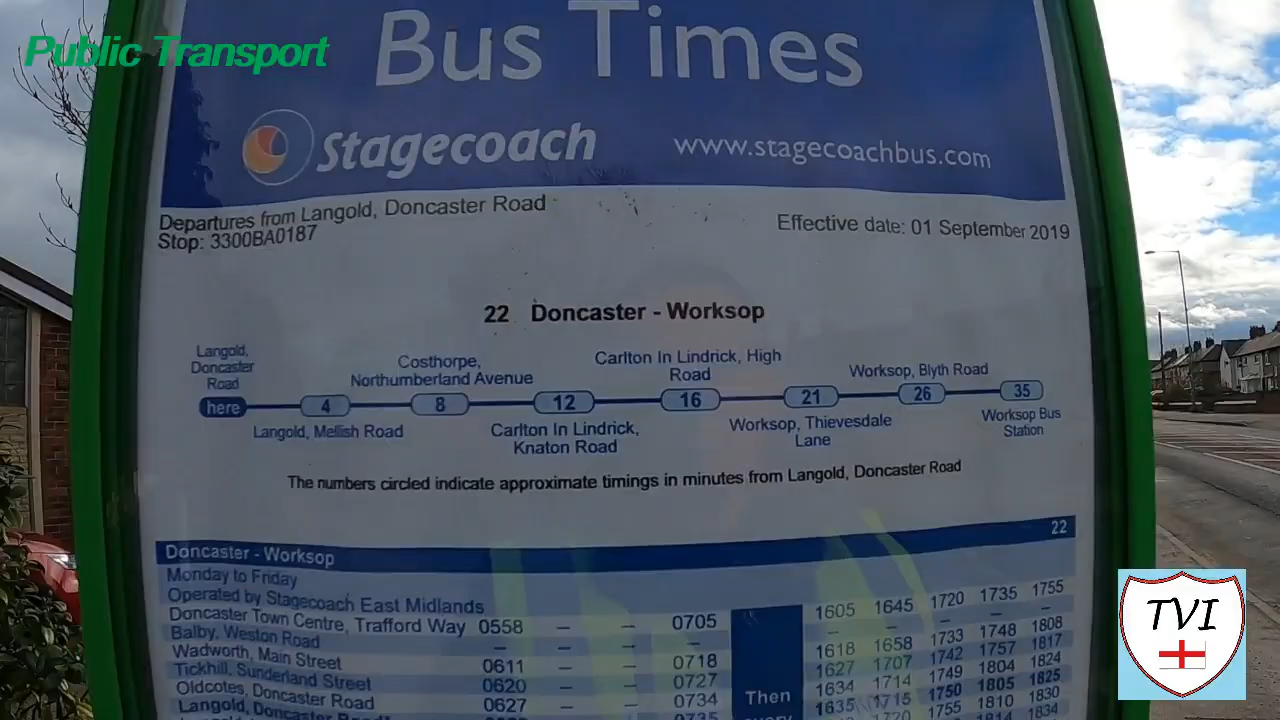 Public Transport
Bus Times
Stagecoach www.stagecoachbus.com
Departures from Langold, Doncaster Road
Stop: 3300BA0187
Effective date: 01 September 2019
22 Doncaster - Worksop
Langold, Doncaster Road
Costhorpe, Northumberland Avenue
Carlton In Lindrick, High Road
Worksop, Blyth Road
here 4 8 12 16 21 26 35
Langold, Mellish Road
Carlton In Lindrick, Knaton Road
Worksop, Thievesdale Lane
Worksop Bus Station
The numbers circled indicate approximate timings in minutes from Langold, Doncaster Road
Doncaster - Worksop 22
Monday to Friday
Operated by Stagecoach East Midlands
Doncaster Town Centre, Trafford Way 0558 – – 0705 1605 1645 1720 1735 1755
Balby, Weston Road – – – – – – –
Wadworth, Main Street 0611 – – 0718 1618 1658 1733 1748 1808
Tickhill, Sunderland Street 0620 – – 0727 1627 1707 1742 1757 1817
Oldcotes, Doncaster Road 0627 – – 0734 Then 1634 1714 1749 1804 1824
Langold, Doncaster Road 0735 1635 1715 1750 1805 1825
1720 1755 1810 1830
1814 1834
TVI